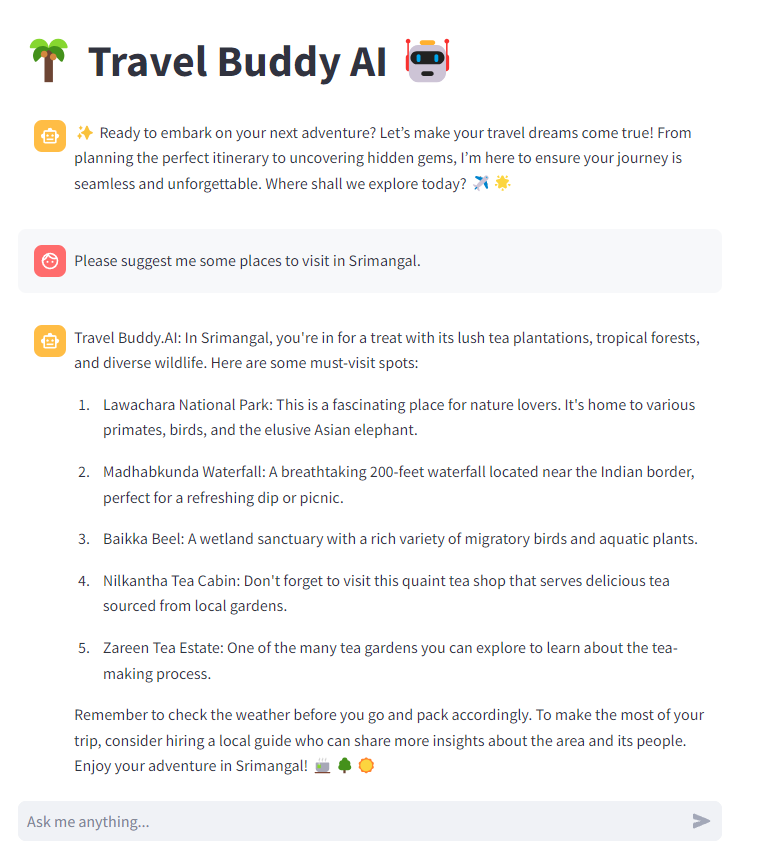 🌴 Travel Buddy AI 🤖
✨ Ready to embark on your next adventure? Let’s make your travel dreams come true! From
planning the perfect itinerary to uncovering hidden gems, I’m here to ensure your journey is
seamless and unforgettable. Where shall we explore today? ✈️ 🌟
Please suggest me some places to visit in Srimangal.
Travel Buddy.AI: In Srimangal, you're in for a treat with its lush tea plantations, tropical forests,
and diverse wildlife. Here are some must-visit spots:
1. Lawachara National Park: This is a fascinating place for nature lovers. It's home to various
primates, birds, and the elusive Asian elephant.
2. Madhabkunda Waterfall: A breathtaking 200-feet waterfall located near the Indian border,
perfect for a refreshing dip or picnic.
3. Baikka Beel: A wetland sanctuary with a rich variety of migratory birds and aquatic plants.
4. Nilkantha Tea Cabin: Don't forget to visit this quaint tea shop that serves delicious tea
sourced from local gardens.
5. Zareen Tea Estate: One of the many tea gardens you can explore to learn about the tea-
making process.
Remember to check the weather before you go and pack accordingly. To make the most of your
trip, consider hiring a local guide who can share more insights about the area and its people.
Enjoy your adventure in Srimangal! 🍵 🌳 🌞
Ask me anything...